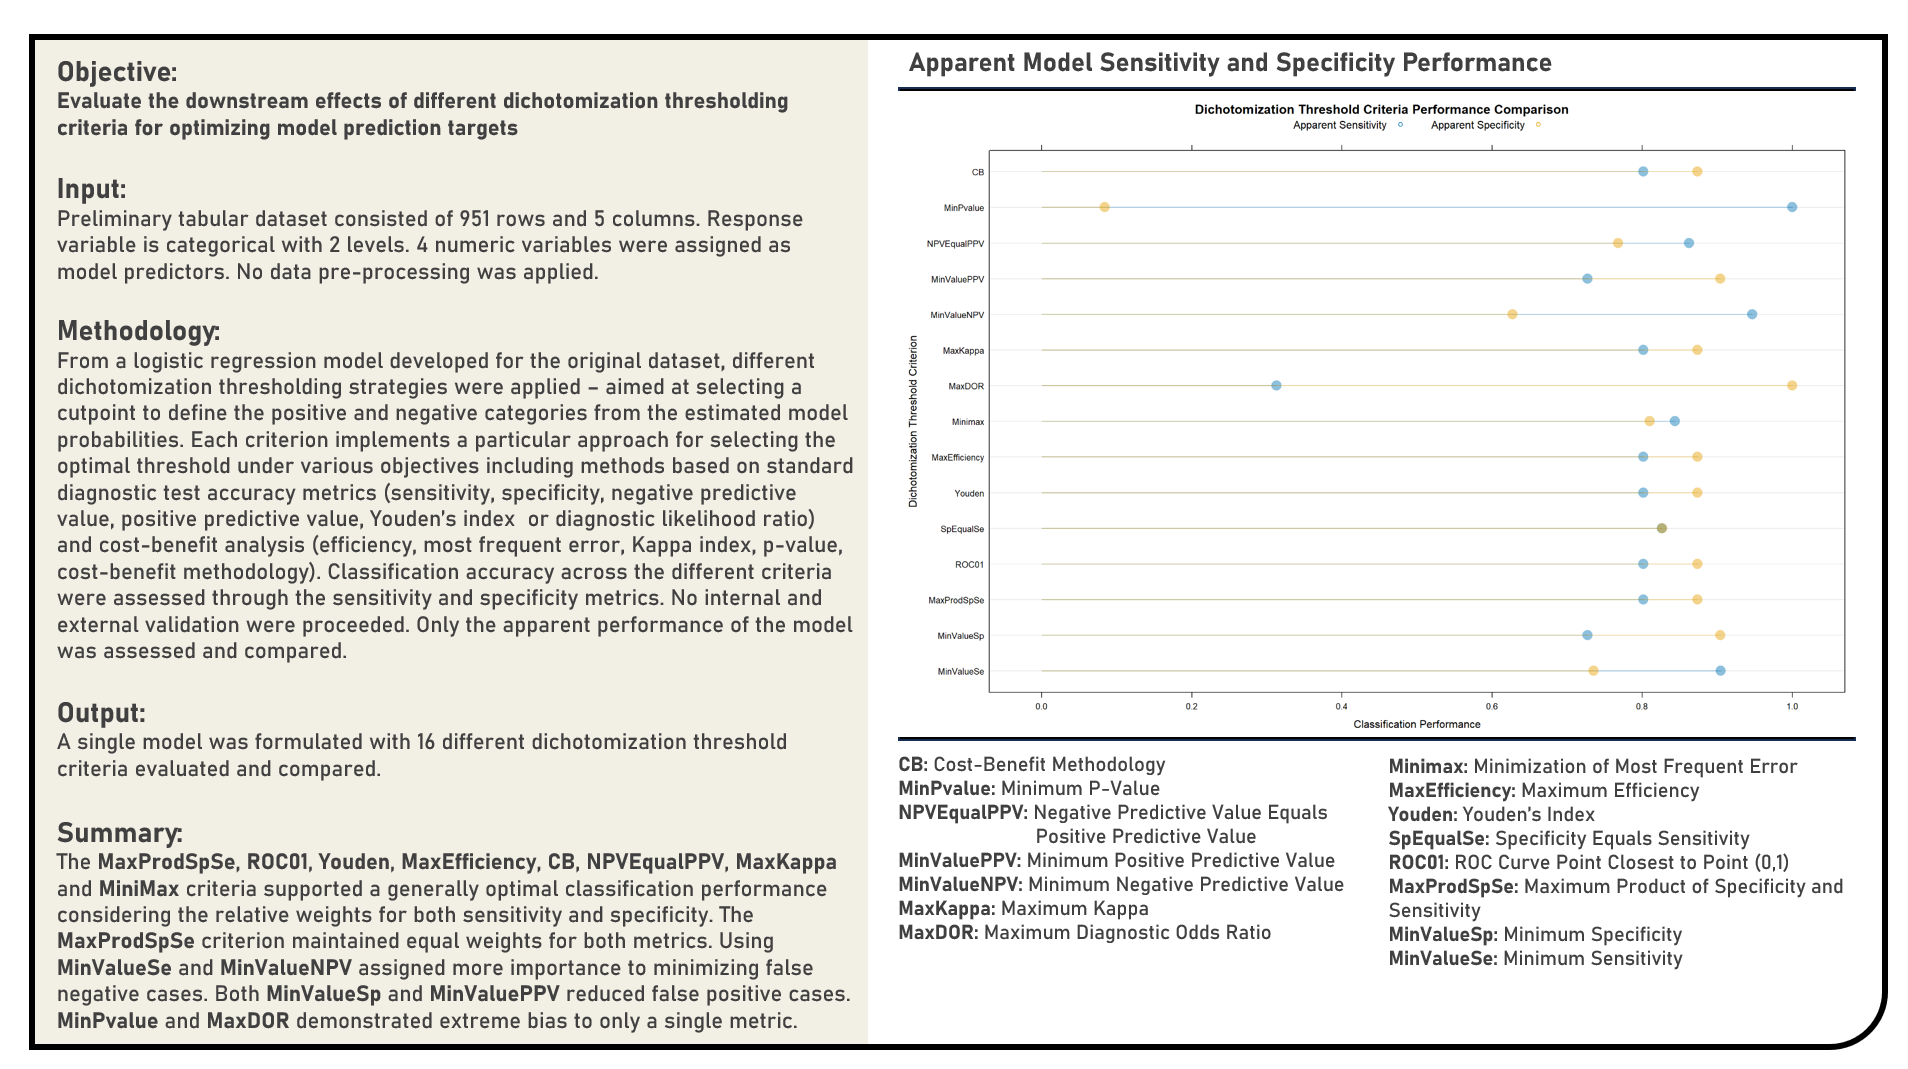 Objective:
Evaluate the downstream effects of different dichotomization thresholding
criteria for optimizing model prediction targets
Input:
Preliminary tabular dataset consisted of 951 rows and 5 columns. Response
variable is categorical with 2 levels. 4 numeric variables were assigned as
model predictors. No data pre-processing was applied.
Methodology:
From a logistic regression model developed for the original dataset, different
dichotomization thresholding strategies were applied – aimed at selecting a
cutpoint to define the positive and negative categories from the estimated model
probabilities. Each criterion implements a particular approach for selecting the
optimal threshold under various objectives including methods based on standard
diagnostic test accuracy metrics (sensitivity, specificity, negative predictive
value, positive predictive value, Youden's index or diagnostic likelihood ratio)
and cost-benefit analysis (efficiency, most frequent error, Kappa index, p-value,
cost-benefit methodology). Classification accuracy across the different criteria
were assessed through the sensitivity and specificity metrics. No internal and
external validation were proceeded. Only the apparent performance of the model
was assessed and compared.
Output:
A single model was formulated with 16 different dichotomization threshold
criteria evaluated and compared.
Summary:
The MaxProdSpSe, ROC01, Youden, MaxEfficiency, CB, NPVEqualPPV, MaxKappa
and MiniMax criteria supported a generally optimal classification performance
considering the relative weights for both sensitivity and specificity. The
MaxProdSpSe criterion maintained equal weights for both metrics. Using
MinValueSe and MinValueNPV assigned more importance to minimizing false
negative cases. Both MinValueSp and MinValuePPV reduced false positive cases.
MinPvalue and MaxDOR demonstrated extreme bias to only a single metric.
Apparent Model Sensitivity and Specificity Performance
Dichotomization Threshold Criteria Performance Comparison
Apparent Sensitivity Apparent Specificity
Dichotomization Threshold Criterion
CB
MinPvalue
NPVEqualPPV
MinValuePPV
MinValueNPV
MaxKappa
MaxDOR
Minimax
MaxEfficiency
Youden
SpEqualSe
ROC01
MaxProdSpSe
MinValueSp
MinValueSe
0.0 0.2 0.4 0.6 0.8 1.0
Classification Performance
CB: Cost-Benefit Methodology
MinPvalue: Minimum P-Value
NPVEqualPPV: Negative Predictive Value Equals
Positive Predictive Value
MinValuePPV: Minimum Positive Predictive Value
MinValueNPV: Minimum Negative Predictive Value
MaxKappa: Maximum Kappa
MaxDOR: Maximum Diagnostic Odds Ratio
Minimax: Minimization of Most Frequent Error
MaxEfficiency: Maximum Efficiency
Youden: Youden's Index
SpEqualSe: Specificity Equals Sensitivity
ROC01: ROC Curve Point Closest to Point (0,1)
MaxProdSpSe: Maximum Product of Specificity and
Sensitivity
MinValueSp: Minimum Specificity
MinValueSe: Minimum Sensitivity